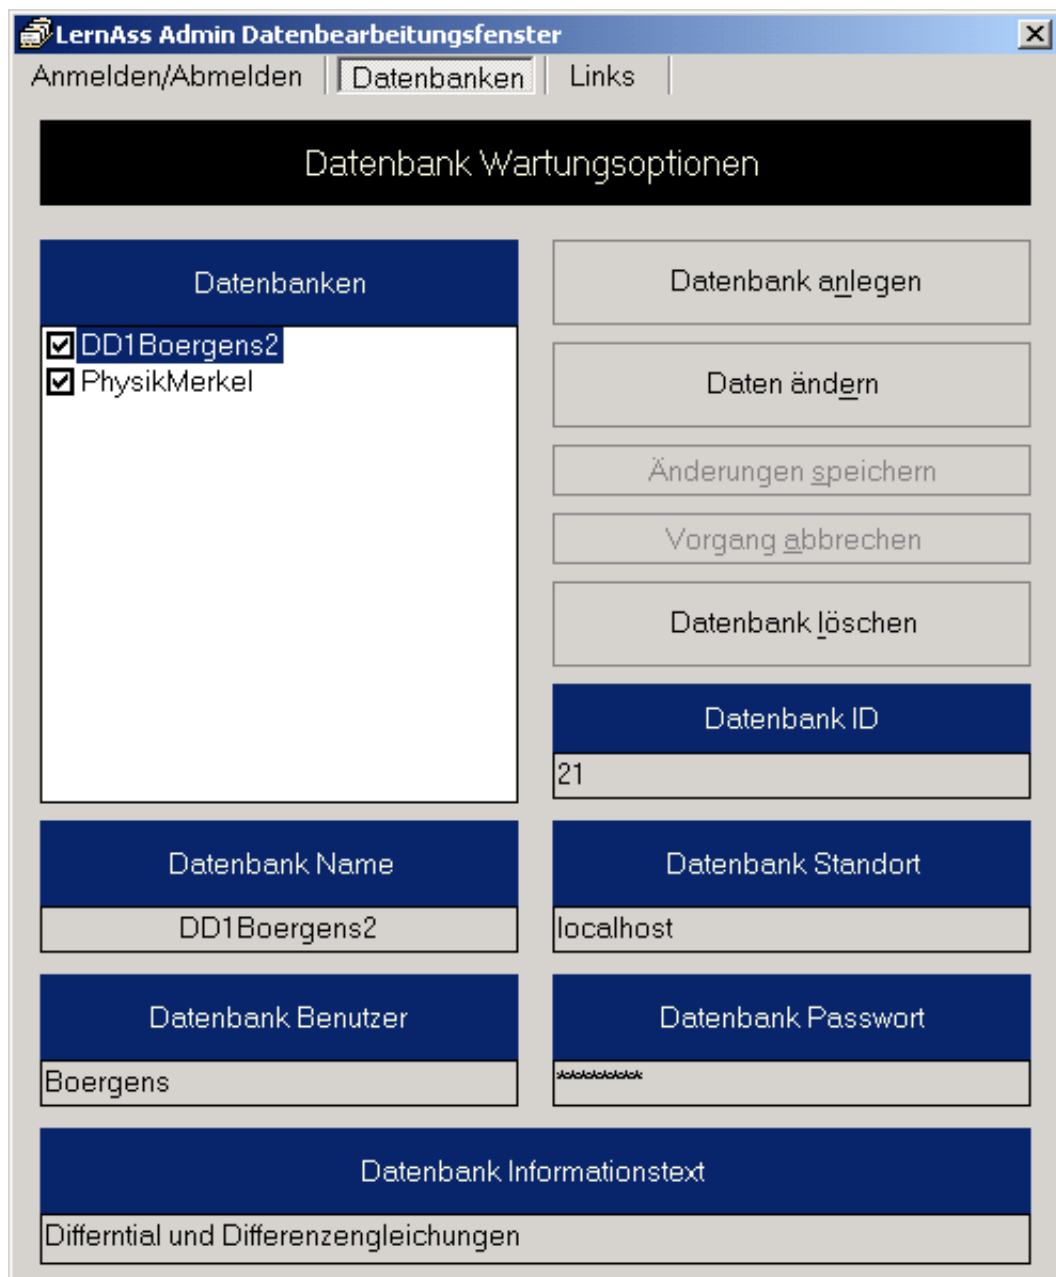 LernAss Admin Datenbearbeitungsfenster
Anmelden/Abmelden Datenbanken Links
Datenbank Wartungsoptionen
Datenbanken
DD1Boergens2
PhysikMerkel
Datenbank anlegen
Daten ändern
Änderungen speichern
Vorgang abbrechen
Datenbank löschen
Datenbank ID
21
Datenbank Name
DD1Boergens2
Datenbank Standort
localhost
Datenbank Benutzer
Boergens
Datenbank Passwort
*********
Datenbank Informationstext
Differntial und Differenzengleichungen